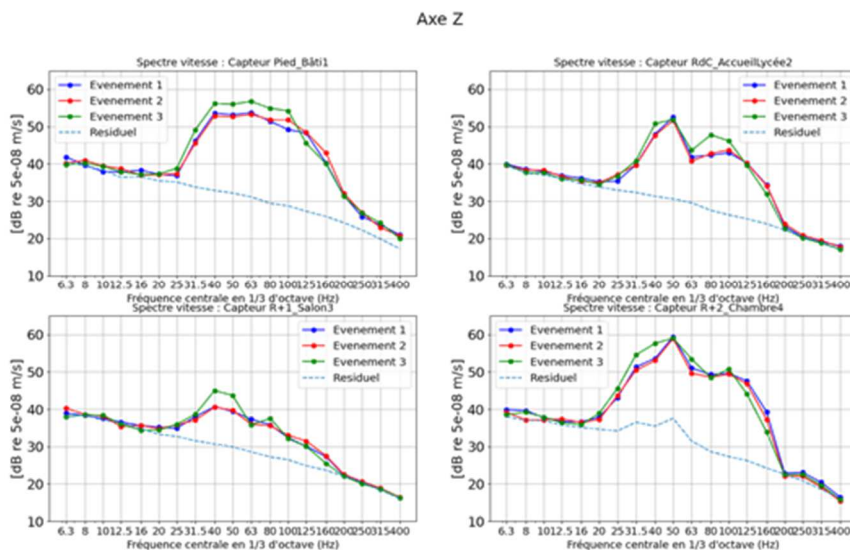 Axe Z
Spectre vitesse : Capteur Pied_Bâti1
[dB re 5e-08 m/s]
60
50
40
30
20
10
Evenement 1
Evenement 2
Evenement 3
Residuel
6.3 8 10 12.5 16 20 25 31.5 40 50 63 80 100 125 160 200 250 315 400
Fréquence centrale en 1/3 d'octave (Hz)
Spectre vitesse : Capteur RdC_AccueilLycée2
[dB re 5e-08 m/s]
60
50
40
30
20
10
Evenement 1
Evenement 2
Evenement 3
Residuel
6.3 8 10 12.5 16 20 25 31.5 40 50 63 80 100 125 160 200 250 315 400
Fréquence centrale en 1/3 d'octave (Hz)
Spectre vitesse : Capteur R+1_Salon3
[dB re 5e-08 m/s]
60
50
40
30
20
10
Evenement 1
Evenement 2
Evenement 3
Residuel
6.3 8 10 12.5 16 20 25 31.5 40 50 63 80 100 125 160 200 250 315 400
Fréquence centrale en 1/3 d'octave (Hz)
Spectre vitesse : Capteur R+2_Chambre4
[dB re 5e-08 m/s]
60
50
40
30
20
10
Evenement 1
Evenement 2
Evenement 3
Residuel
6.3 8 10 12.5 16 20 25 31.5 40 50 63 80 100 125 160 200 250 315 400
Fréquence centrale en 1/3 d'octave (Hz)